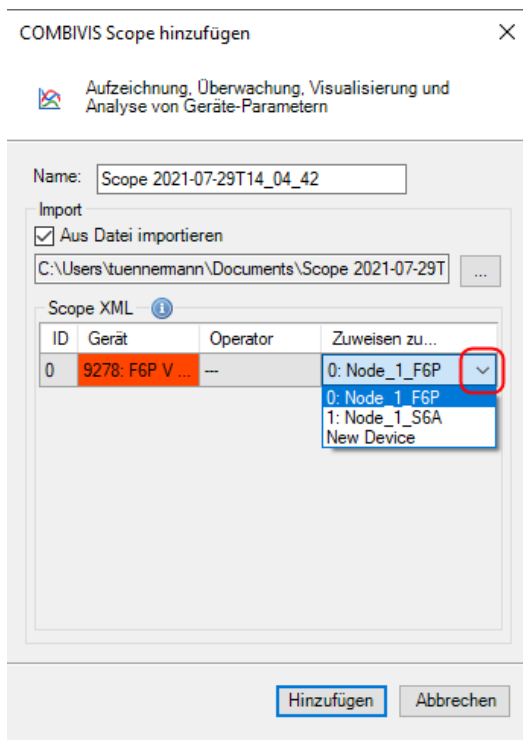 COMBIVIS Scope hinzufügen
Aufzeichnung, Überwachung, Visualisierung und
Analyse von Geräte-Parametern
Name: Scope 2021-07-29T14_04_42
Import
Aus Datei importieren
C:\Users\tuennermann\Documents\Scope 2021-07-29T ...
Scope XML
ID Gerät Operator Zuweisen zu...
0 9278: F6P V ... --- 0: Node_1_F6P
0: Node_1_F6P
1: Node_1_S6A
New Device
Hinzufügen Abbrechen